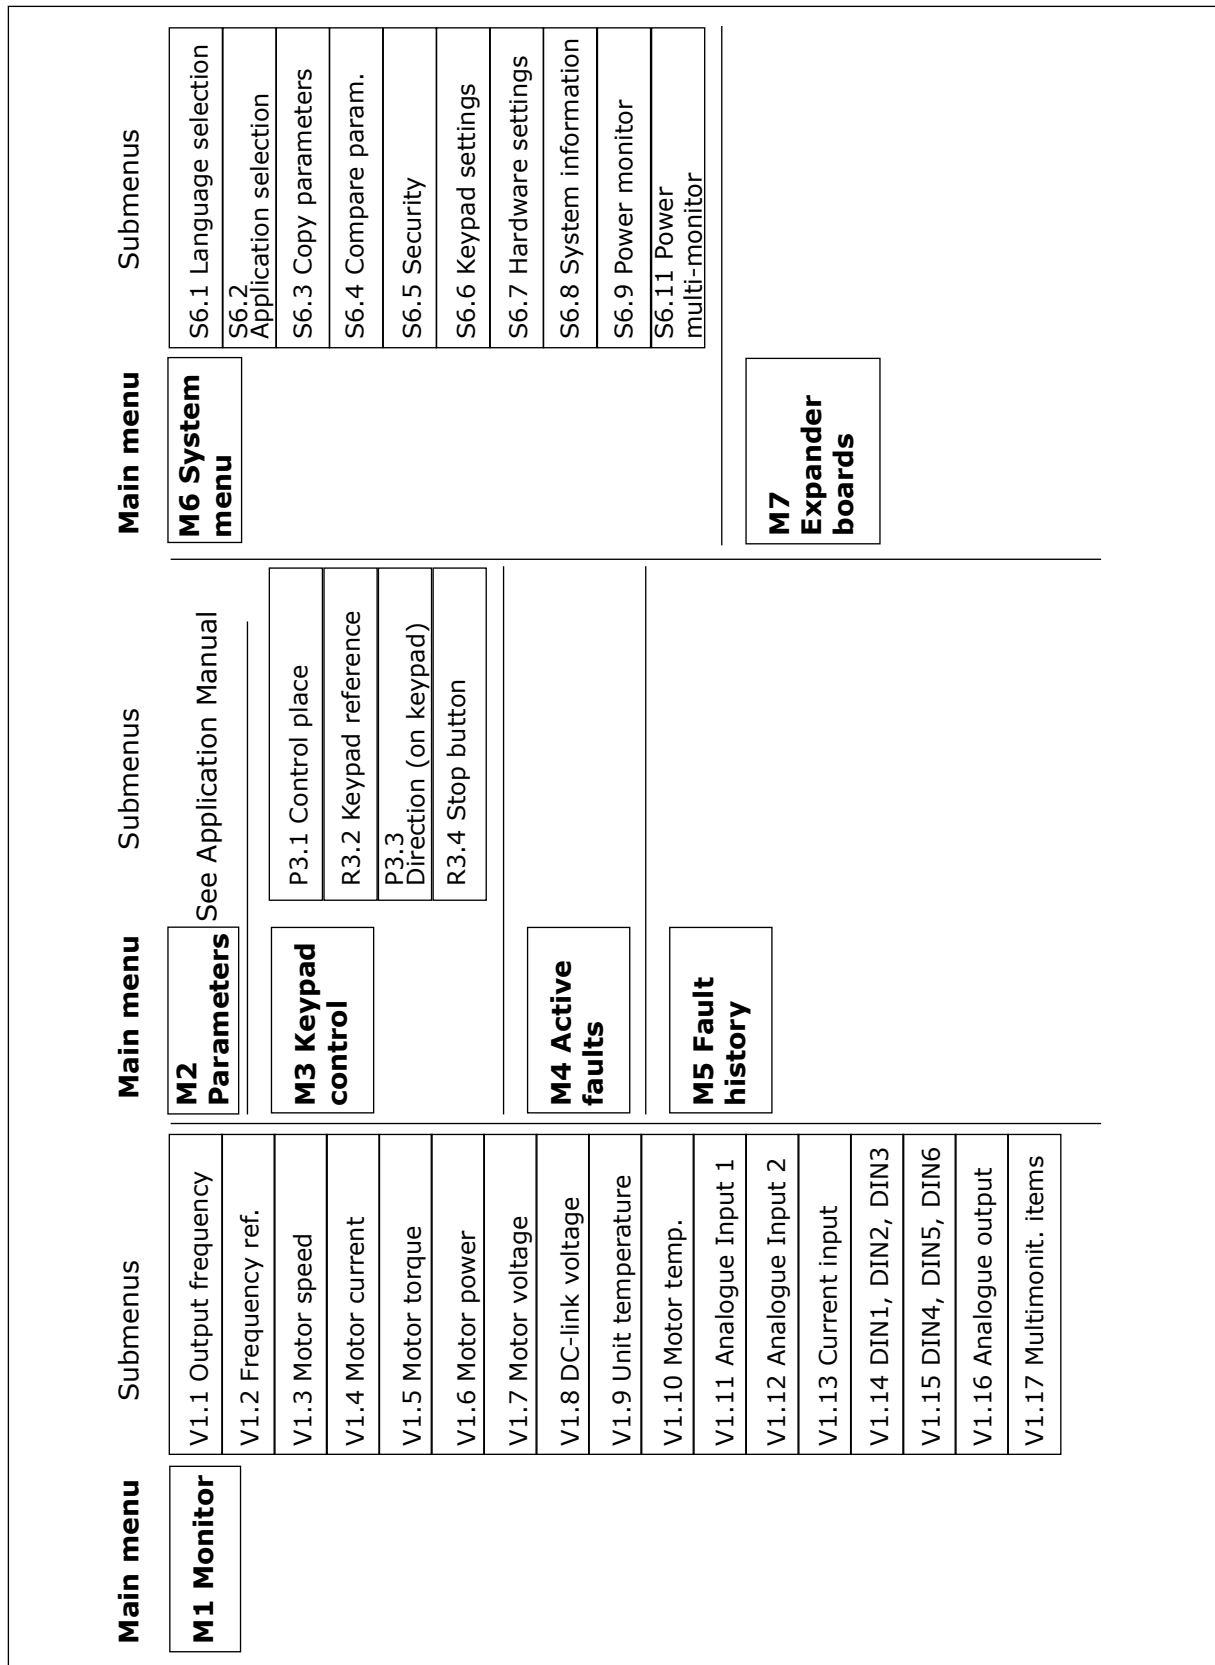 Main menu
Submenus
M1 Monitor
V1.1 Output frequency
V1.2 Frequency ref.
V1.3 Motor speed
V1.4 Motor current
V1.5 Motor torque
V1.6 Motor power
V1.7 Motor voltage
V1.8 DC-link voltage
V1.9 Unit temperature
V1.10 Motor temp.
V1.11 Analogue Input 1
V1.12 Analogue Input 2
V1.13 Current input
V1.14 DIN1, DIN2, DIN3
V1.15 DIN4, DIN5, DIN6
V1.16 Analogue output
V1.17 Multimonit. items
Main menu
Submenus
M2
Parameters
See Application Manual
M3 Keypad
control
P3.1 Control place
R3.2 Keypad reference
P3.3
Direction (on keypad)
R3.4 Stop button
M4 Active
faults
M5 Fault
history
Main menu
Submenus
M6 System
menu
S6.1 Language selection
S6.2
Application selection
S6.3 Copy parameters
S6.4 Compare param.
S6.5 Security
S6.6 Keypad settings
S6.7 Hardware settings
S6.8 System information
S6.9 Power monitor
S6.11 Power
multi-monitor
M7
Expander
boards